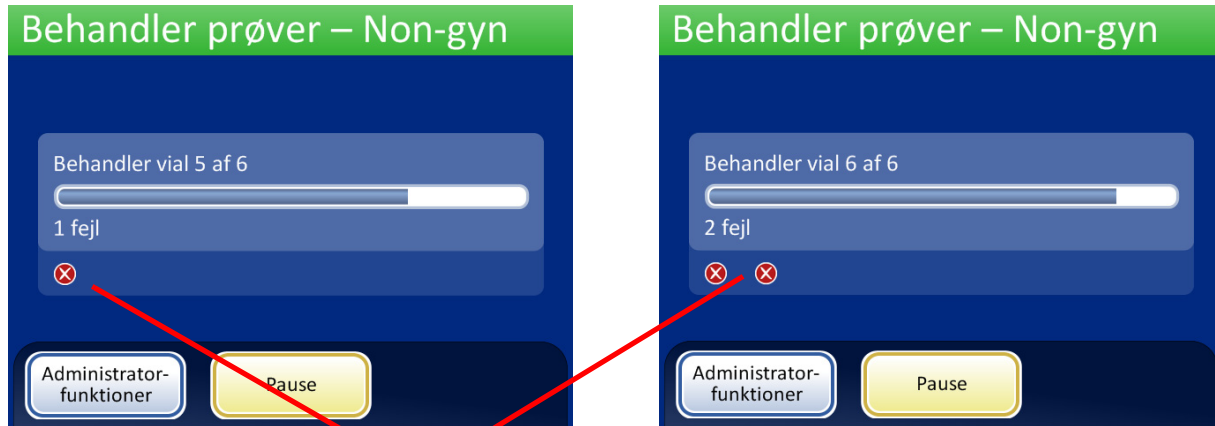 Behandler prøver – Non-gyn
Behandler vial 5 af 6
1 fejl
Administrator-
funktioner
Pause
Behandler prøver – Non-gyn
Behandler vial 6 af 6
2 fejl
Administrator-
funktioner
Pause